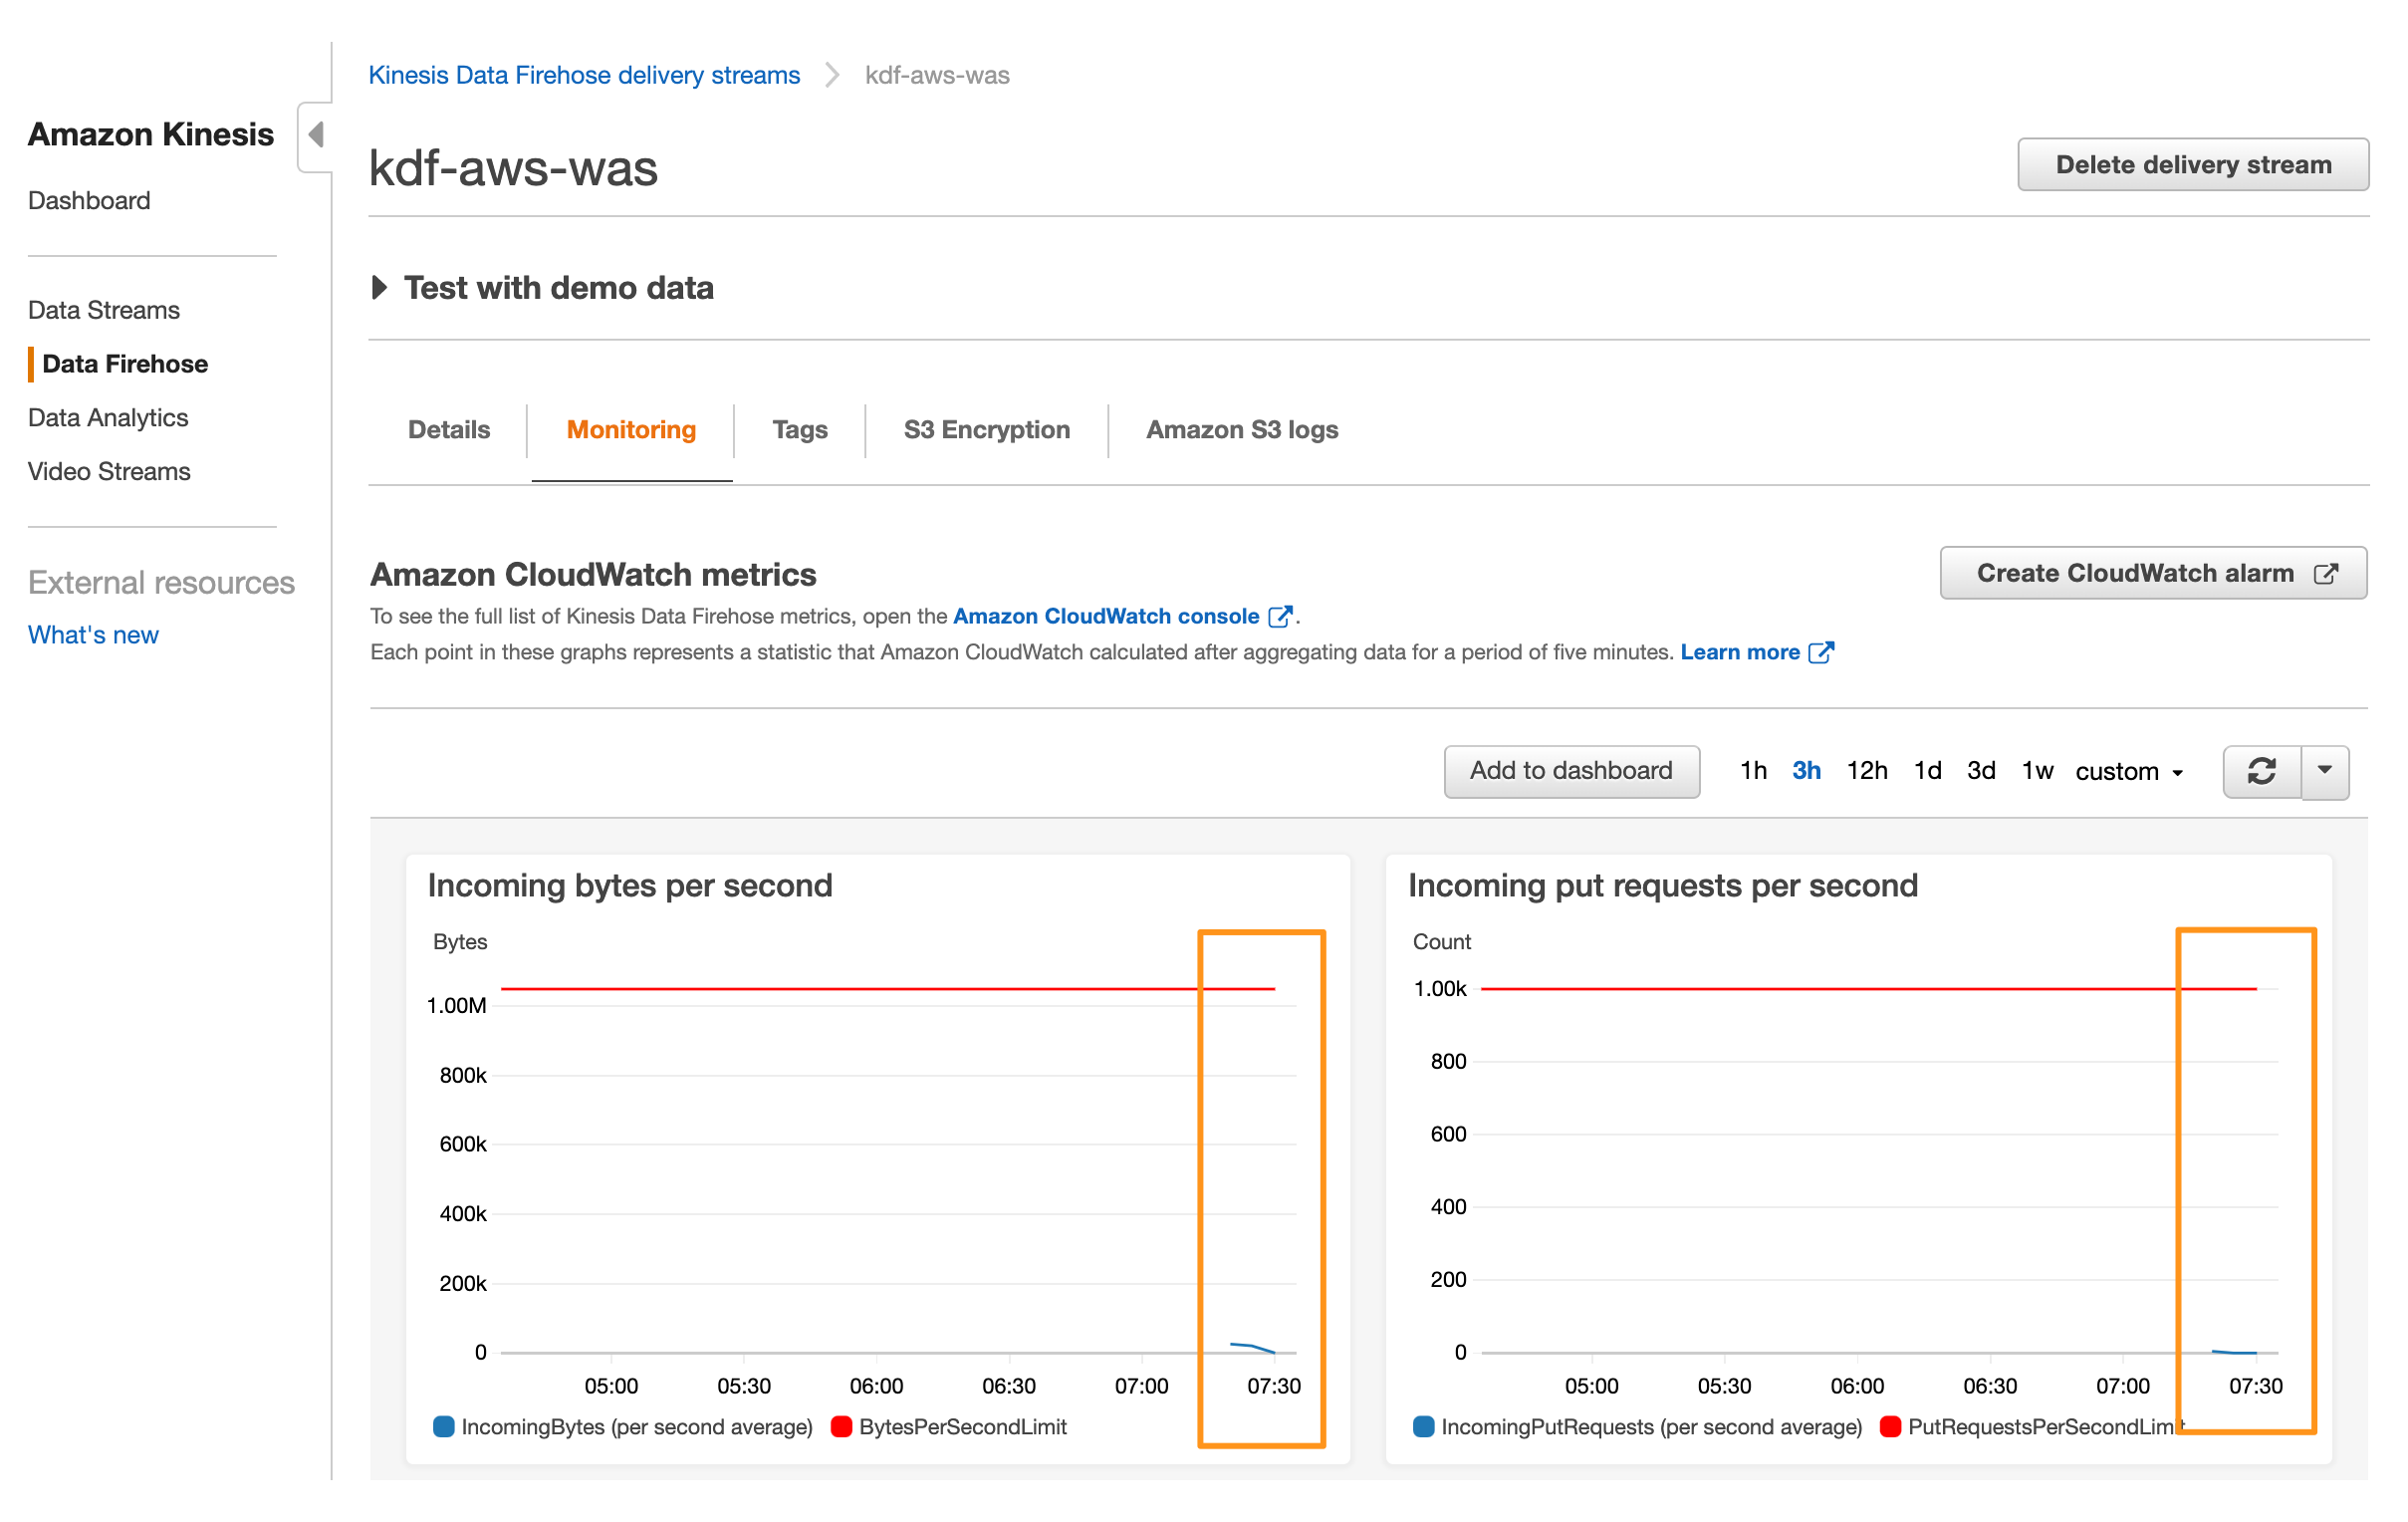 Amazon Kinesis
Dashboard
Data Streams
Data Firehose
Data Analytics
Video Streams
External resources
What's new
Kinesis Data Firehose delivery streams
kdf-aws-was
kdf-aws-was
Delete delivery stream
Test with demo data
Details
Monitoring
Tags
S3 Encryption
Amazon S3 logs
Amazon CloudWatch metrics
Create CloudWatch alarm
To see the full list of Kinesis Data Firehose metrics, open the Amazon CloudWatch console .
Each point in these graphs represents a statistic that Amazon CloudWatch calculated after aggregating data for a period of five minutes. Learn more
Add to dashboard
1h 3h 12h 1d 3d 1w custom
Incoming bytes per second
Bytes
1.00M
800k
600k
400k
200k
0
05:00 05:30 06:00 06:30 07:00 07:30
IncomingBytes (per second average) BytesPerSecondLimit
Incoming put requests per second
Count
1.00k
800
600
400
200
0
05:00 05:30 06:00 06:30 07:00 07:30
IncomingPutRequests (per second average) PutRequestsPerSecondLimit